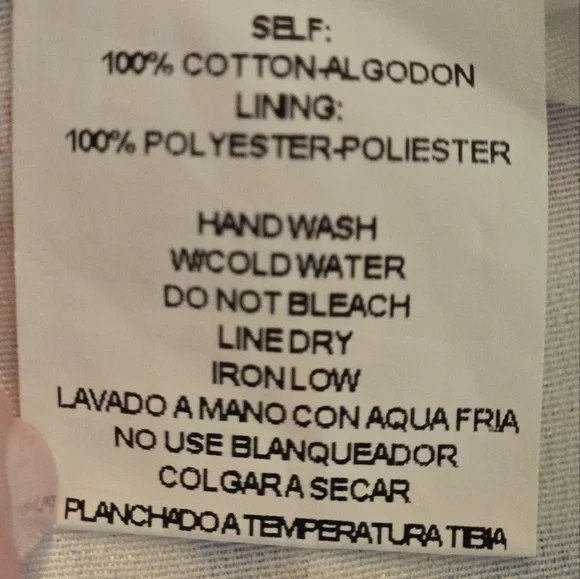 SELF:
100% COTTON-ALGODON
LINING:
100% POLYESTER-POLIESTER
HAND WASH
W/COLD WATER
DO NOT BLEACH
LINE DRY
IRON LOW
LAVADO A MANO CON AQUA FRIA
NO USE BLANQUEADOR
COLGAR A SECAR
PLANCHADO A TEMPERATURA TIBIA